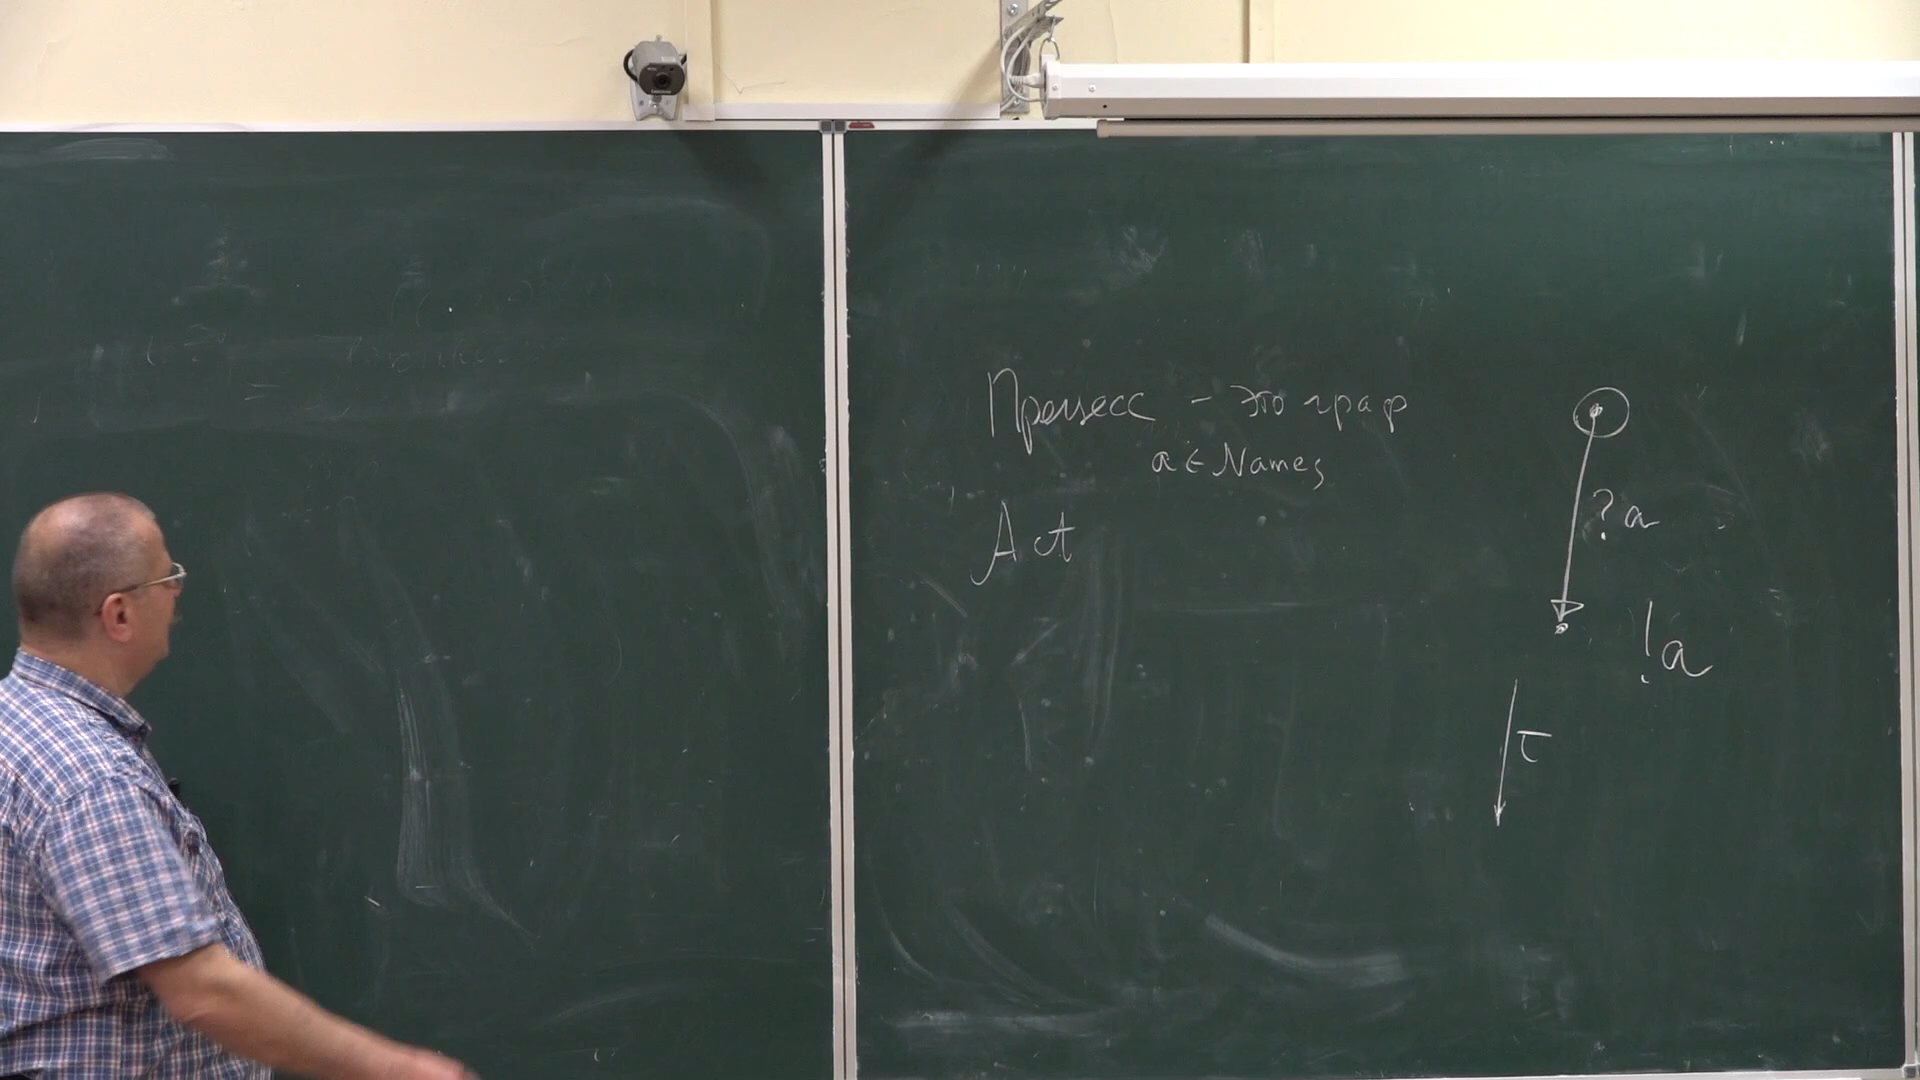 Процесс - это граф
a ∈ Names
Act
?a
!a
τ